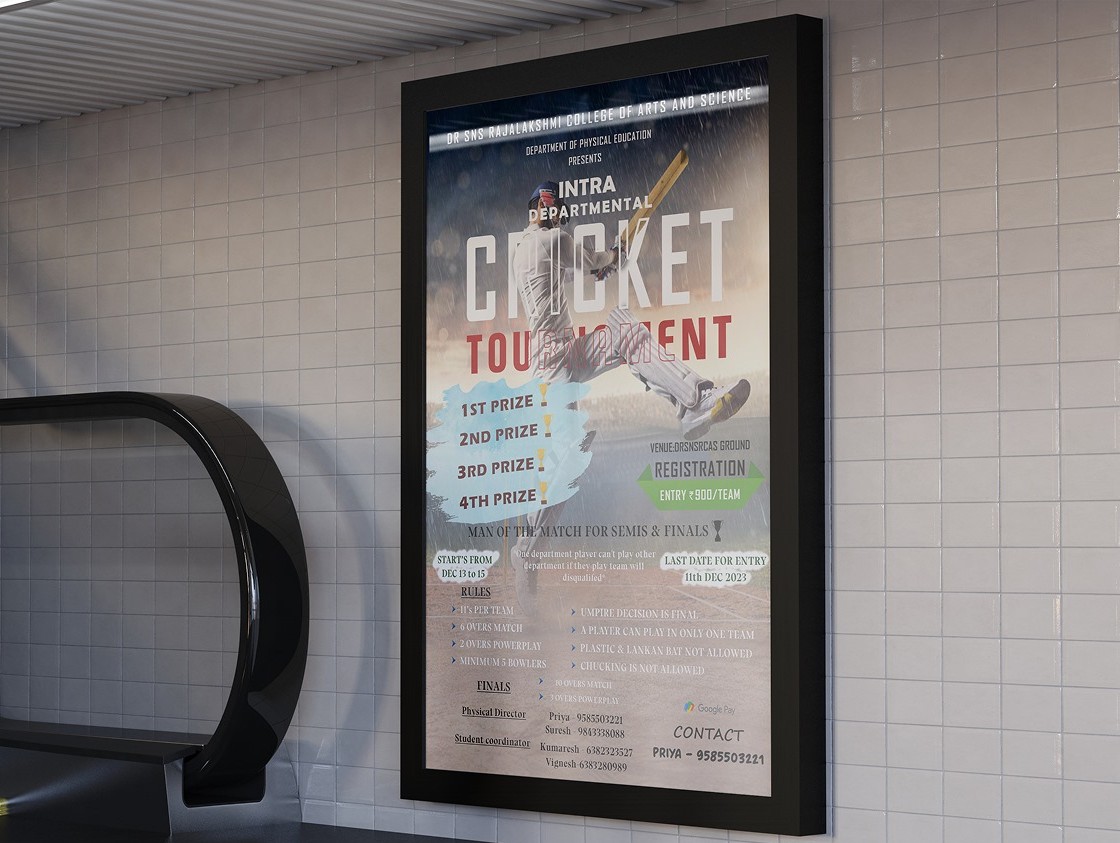 DR SNS RAJALAKSHMI COLLEGE OF ARTS AND SCIENCE
DEPARTMENT OF PHYSICAL EDUCATION
PRESENTS
INTRA
DEPARTMENTAL
CRICKET
TOURNAMENT
1ST PRIZE
2ND PRIZE
3RD PRIZE
4TH PRIZE
VENUE:DRSNSRCAS GROUND
REGISTRATION
ENTRY ₹900/TEAM
MAN OF THE MATCH FOR SEMIS & FINALS
START'S FROM
DEC 13 to 15
*One department player can't play other
department if they play team will
disqualifed*
LAST DATE FOR ENTRY
11th DEC 2023
RULES
11's PER TEAM
6 OVERS MATCH
2 OVERS POWERPLAY
MINIMUM 5 BOWLERS
UMPIRE DECISION IS FINAL
A PLAYER CAN PLAY IN ONLY ONE TEAM
PLASTIC & LANKAN BAT NOT ALLOWED
CHUCKING IS NOT ALLOWED
FINALS
10 OVERS MATCH
3 OVERS POWERPLAY
Physical Director
Priya - 9585503221
Suresh - 9843338088
Student coordinator
Kumaresh - 6382323527
Vignesh-6383280989
Google Pay
CONTACT
PRIYA - 9585503221